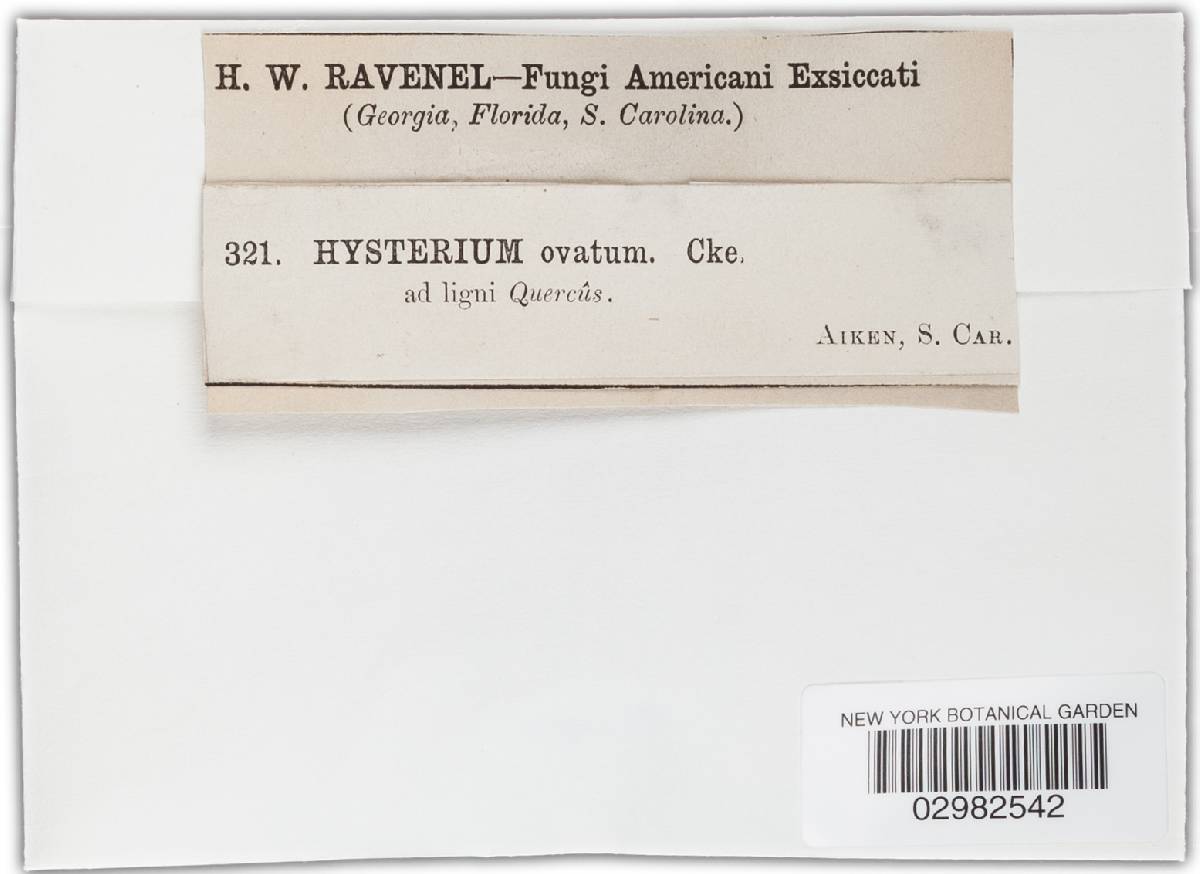 H. W. RAVENEL—Fungi Americani Exsiccati
(Georgia, Florida, S. Carolina.)
321. HYSTERIUM ovatum. Cke.
ad ligni Quercûs.
AIKEN, S. CAR.
NEW YORK BOTANICAL GARDEN
02982542